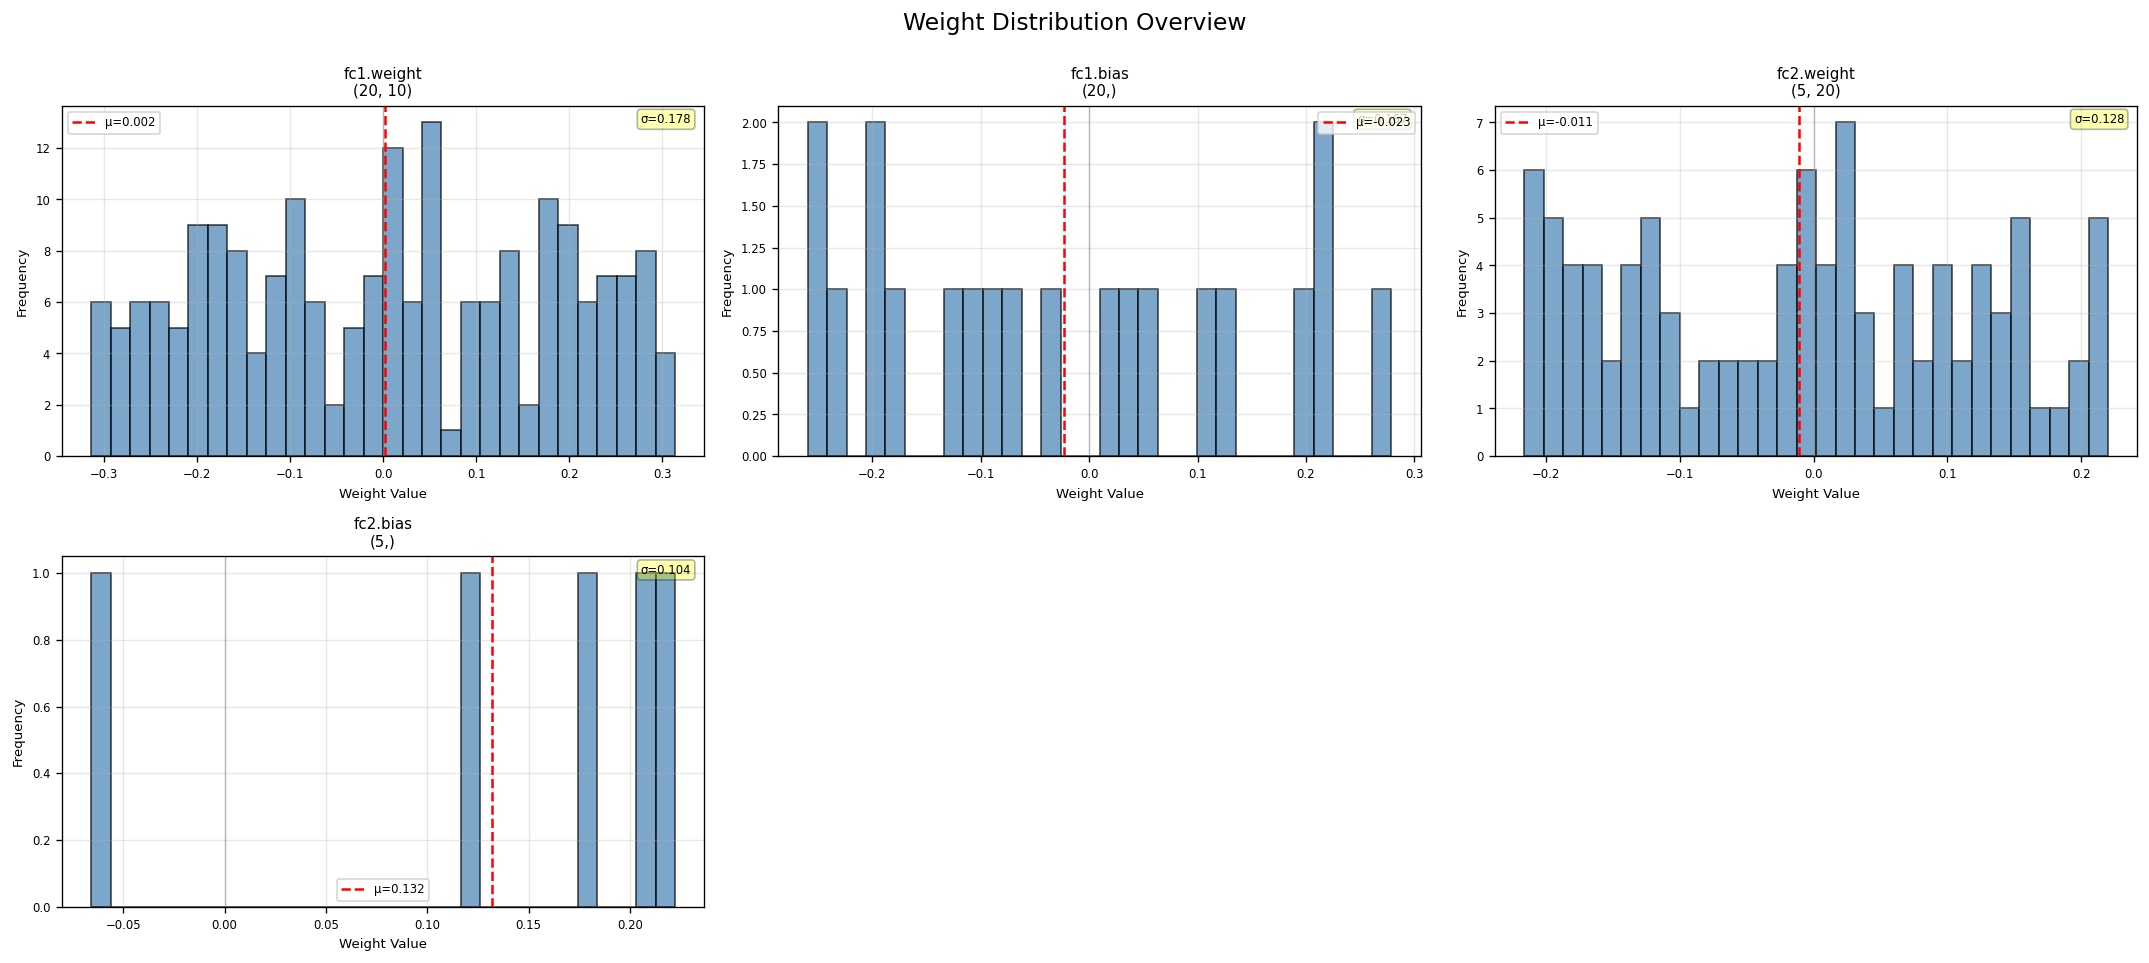 Weight Distribution Overview
fc1.weight
(20, 10)
μ=0.002
σ=0.178
12
10
8
6
4
2
0
Frequency
−0.3
−0.2
−0.1
0.0
0.1
0.2
0.3
Weight Value
fc1.bias
(20,)
μ=-0.023
2.00
1.75
1.50
1.25
1.00
0.75
0.50
0.25
0.00
Frequency
−0.2
−0.1
0.0
0.1
0.2
0.3
Weight Value
fc2.weight
(5, 20)
μ=-0.011
σ=0.128
7
6
5
4
3
2
1
0
Frequency
−0.2
−0.1
0.0
0.1
0.2
Weight Value
fc2.bias
(5,)
σ=0.104
μ=0.132
1.0
0.8
0.6
0.4
0.2
0.0
Frequency
−0.05
0.00
0.05
0.10
0.15
0.20
Weight Value